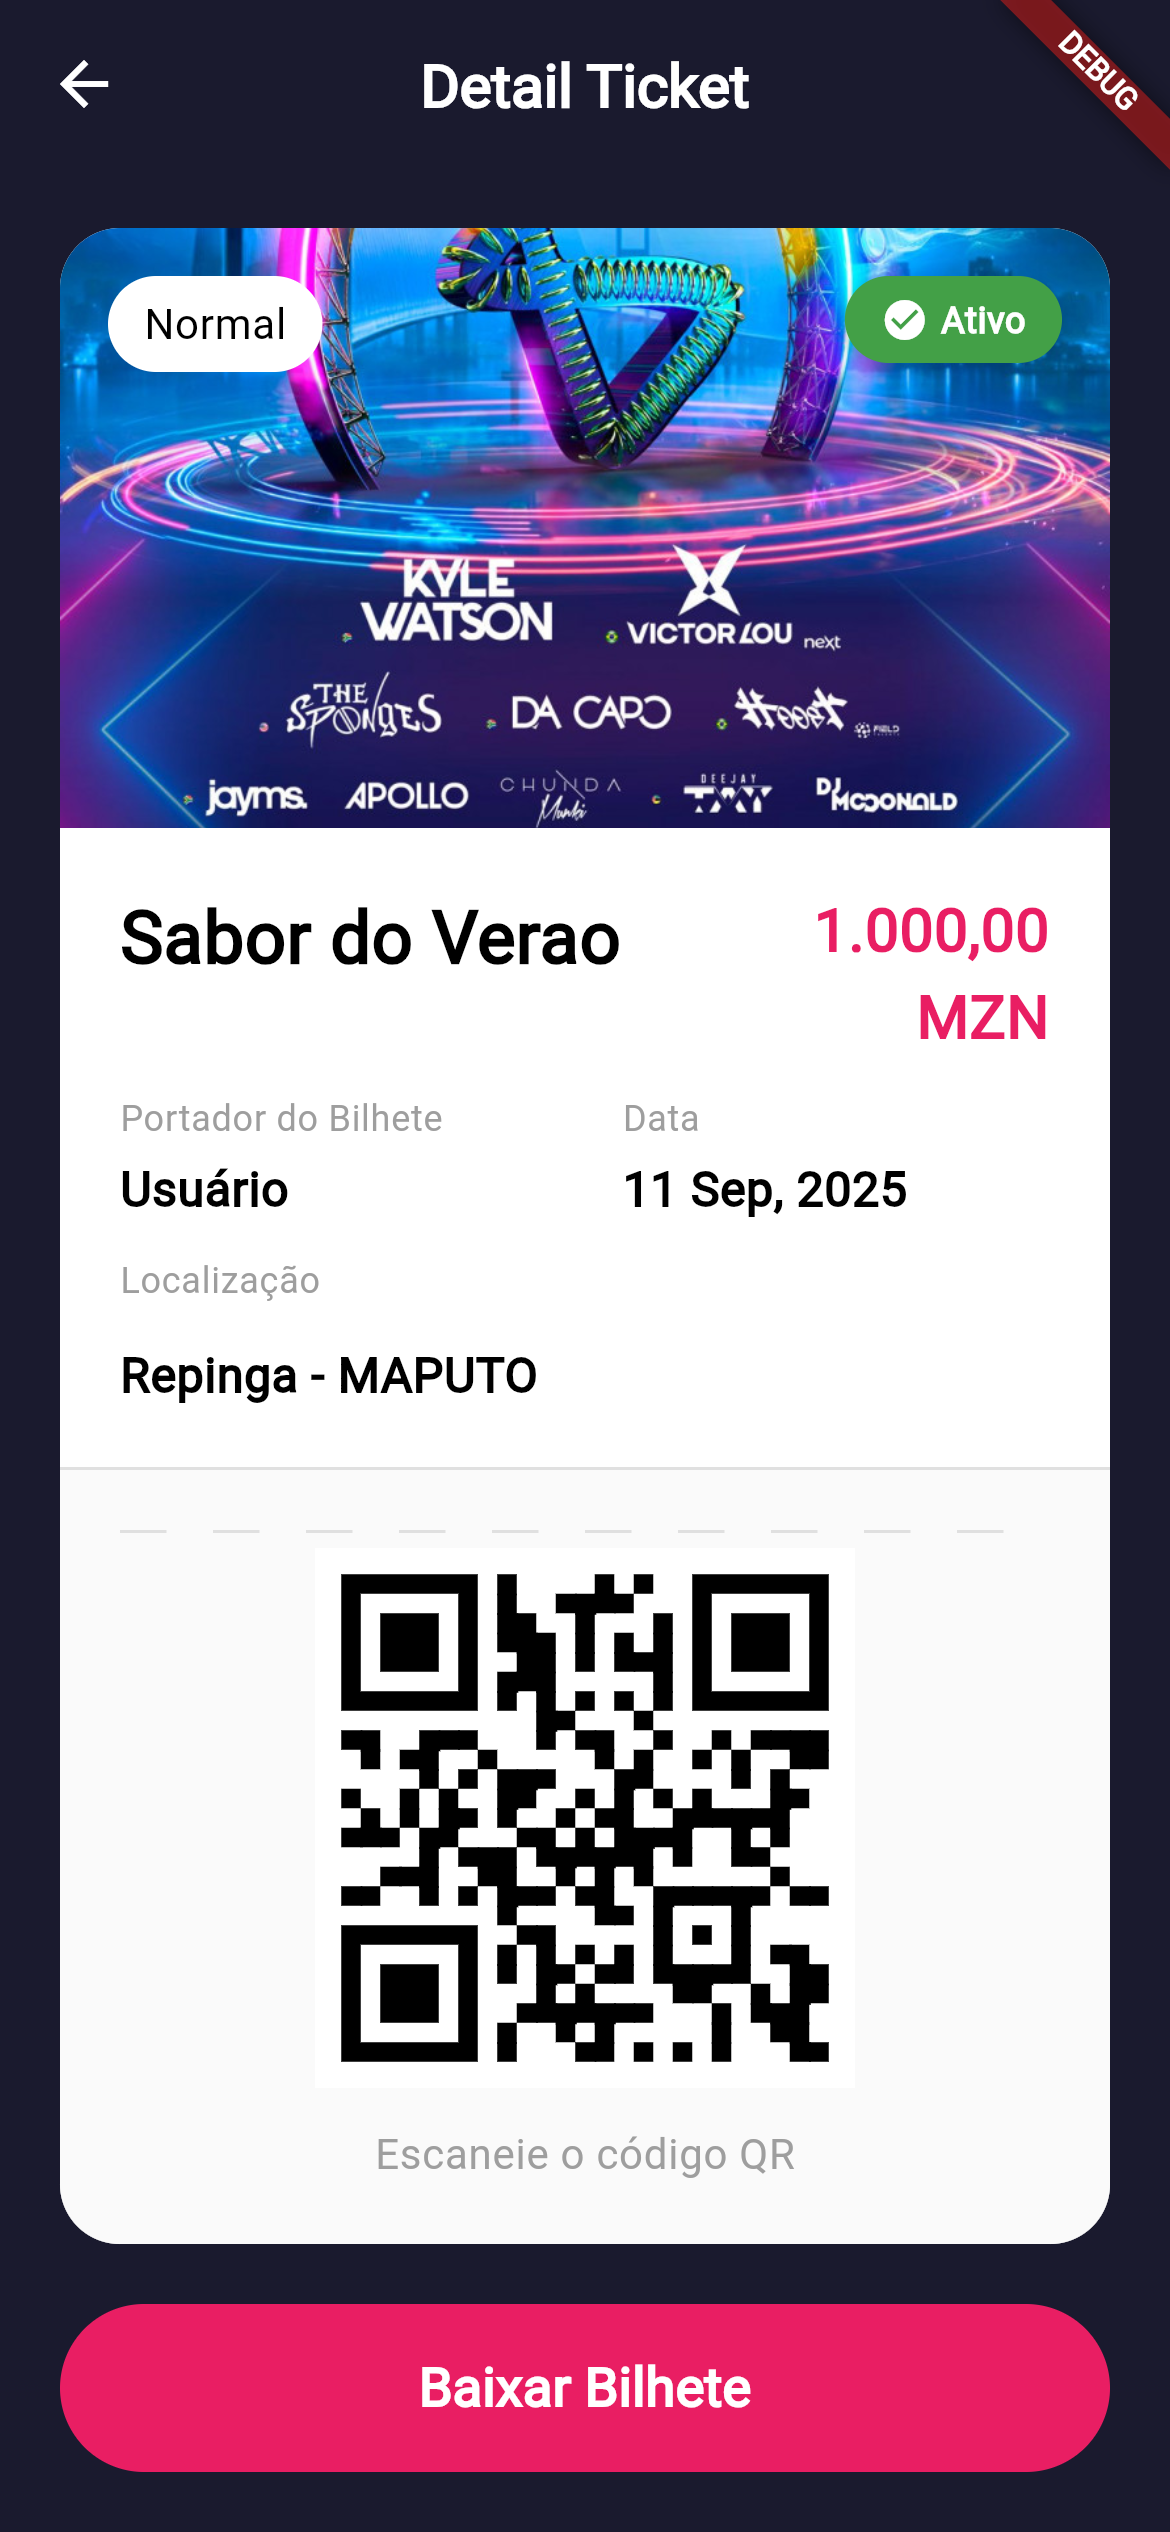 DEBUG
Detail Ticket
Normal
Ativo
KYLE
WATSON
VICTOR LOU next
THE
SPONGES
DA CAPO
jayms.
APOLLO
CHUNDA
Munki
DEEJAY
DJ
MCDONALD
Sabor do Verao
1.000,00
MZN
Portador do Bilhete
Data
Usuário
11 Sep, 2025
Localização
Repinga - MAPUTO
Escaneie o código QR
Baixar Bilhete